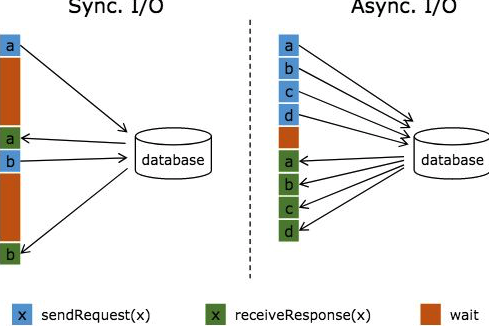 Sync. I/O
Async. I/O
a
a
b
b
a
b
c
d
a
b
c
d
database
database
x sendRequest(x)
x receiveResponse(x)
wait